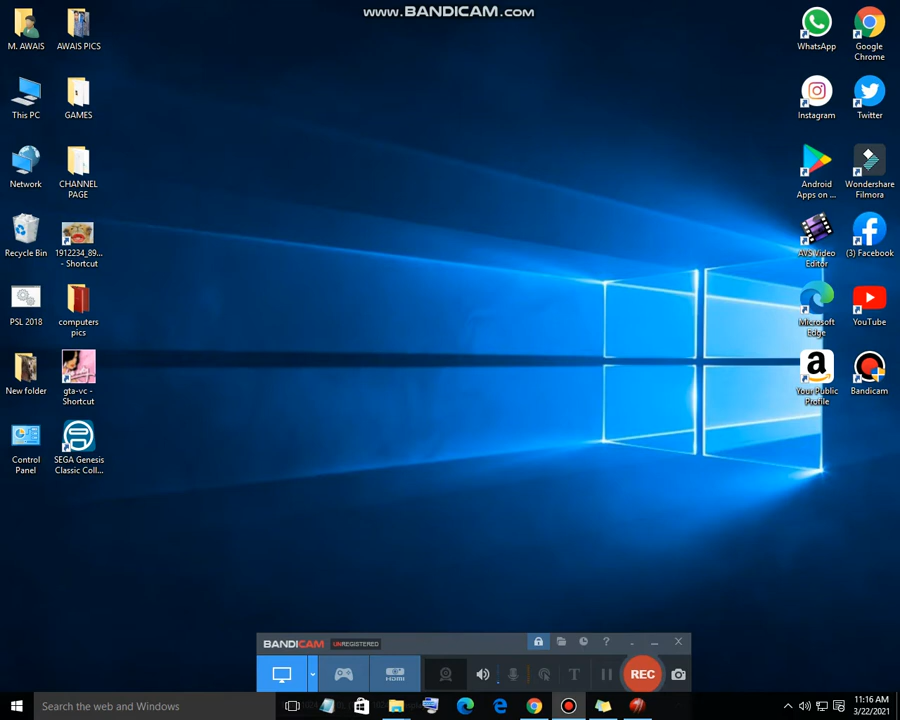 www.BANDICAM.com
M. AWAIS
AWAIS PICS
WhatsApp
Google
Chrome
This PC
GAMES
Instagram
Twitter
Network
CHANNEL
PAGE
Android
Apps on ...
Wondershare
Filmora
Recycle Bin
1912234_89...
- Shortcut
AVS Video
Editor
(3) Facebook
PSL 2018
computers
pics
Microsoft
Edge
YouTube
New folder
gta-vc -
Shortcut
Your Public
Profile
Bandicam
Control
Panel
SEGA Genesis
Classic Coll...
BANDICAM UNREGISTERED
HDMI
REC
Search the web and Windows
11:16 AM
3/22/2021